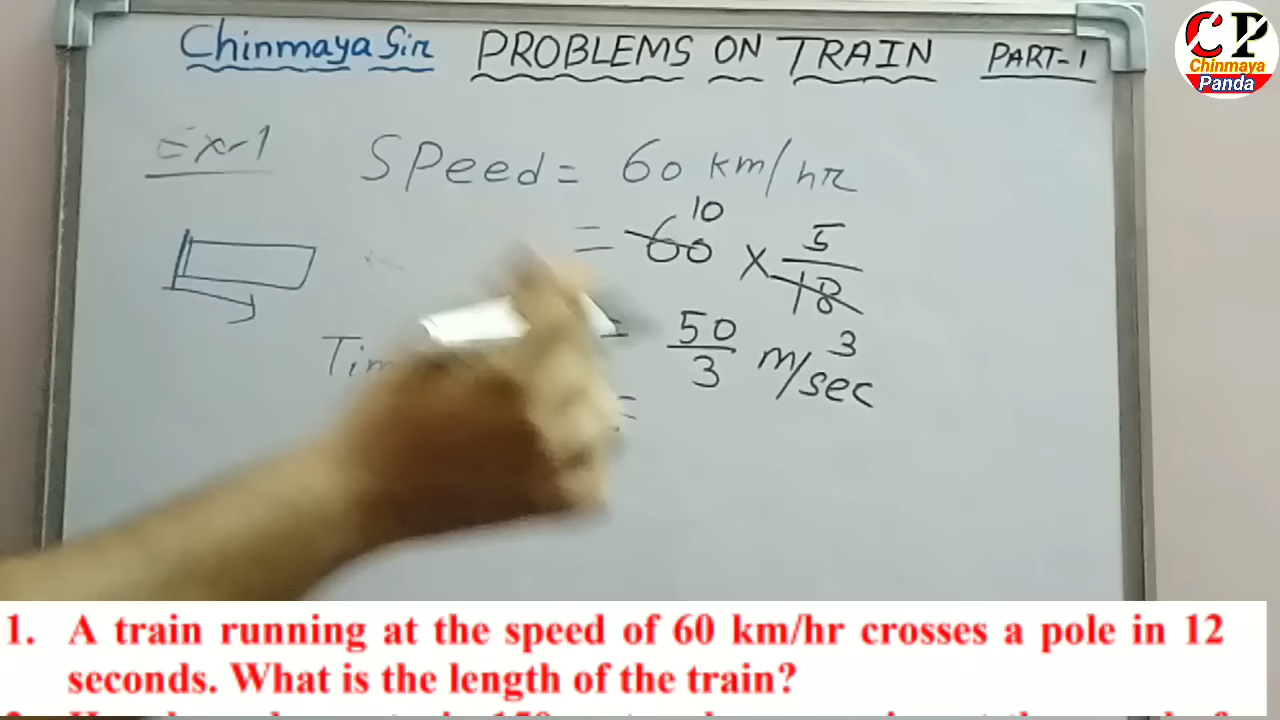 Chinmaya Sir PROBLEMS ON TRAIN PART-1
CP
Chinmaya
Panda
Ex-1
Speed = 60 km/hr
= 60 10 × 5/18 3
= 50/3 m/sec
=
1. A train running at the speed of 60 km/hr crosses a pole in 12
seconds. What is the length of the train?